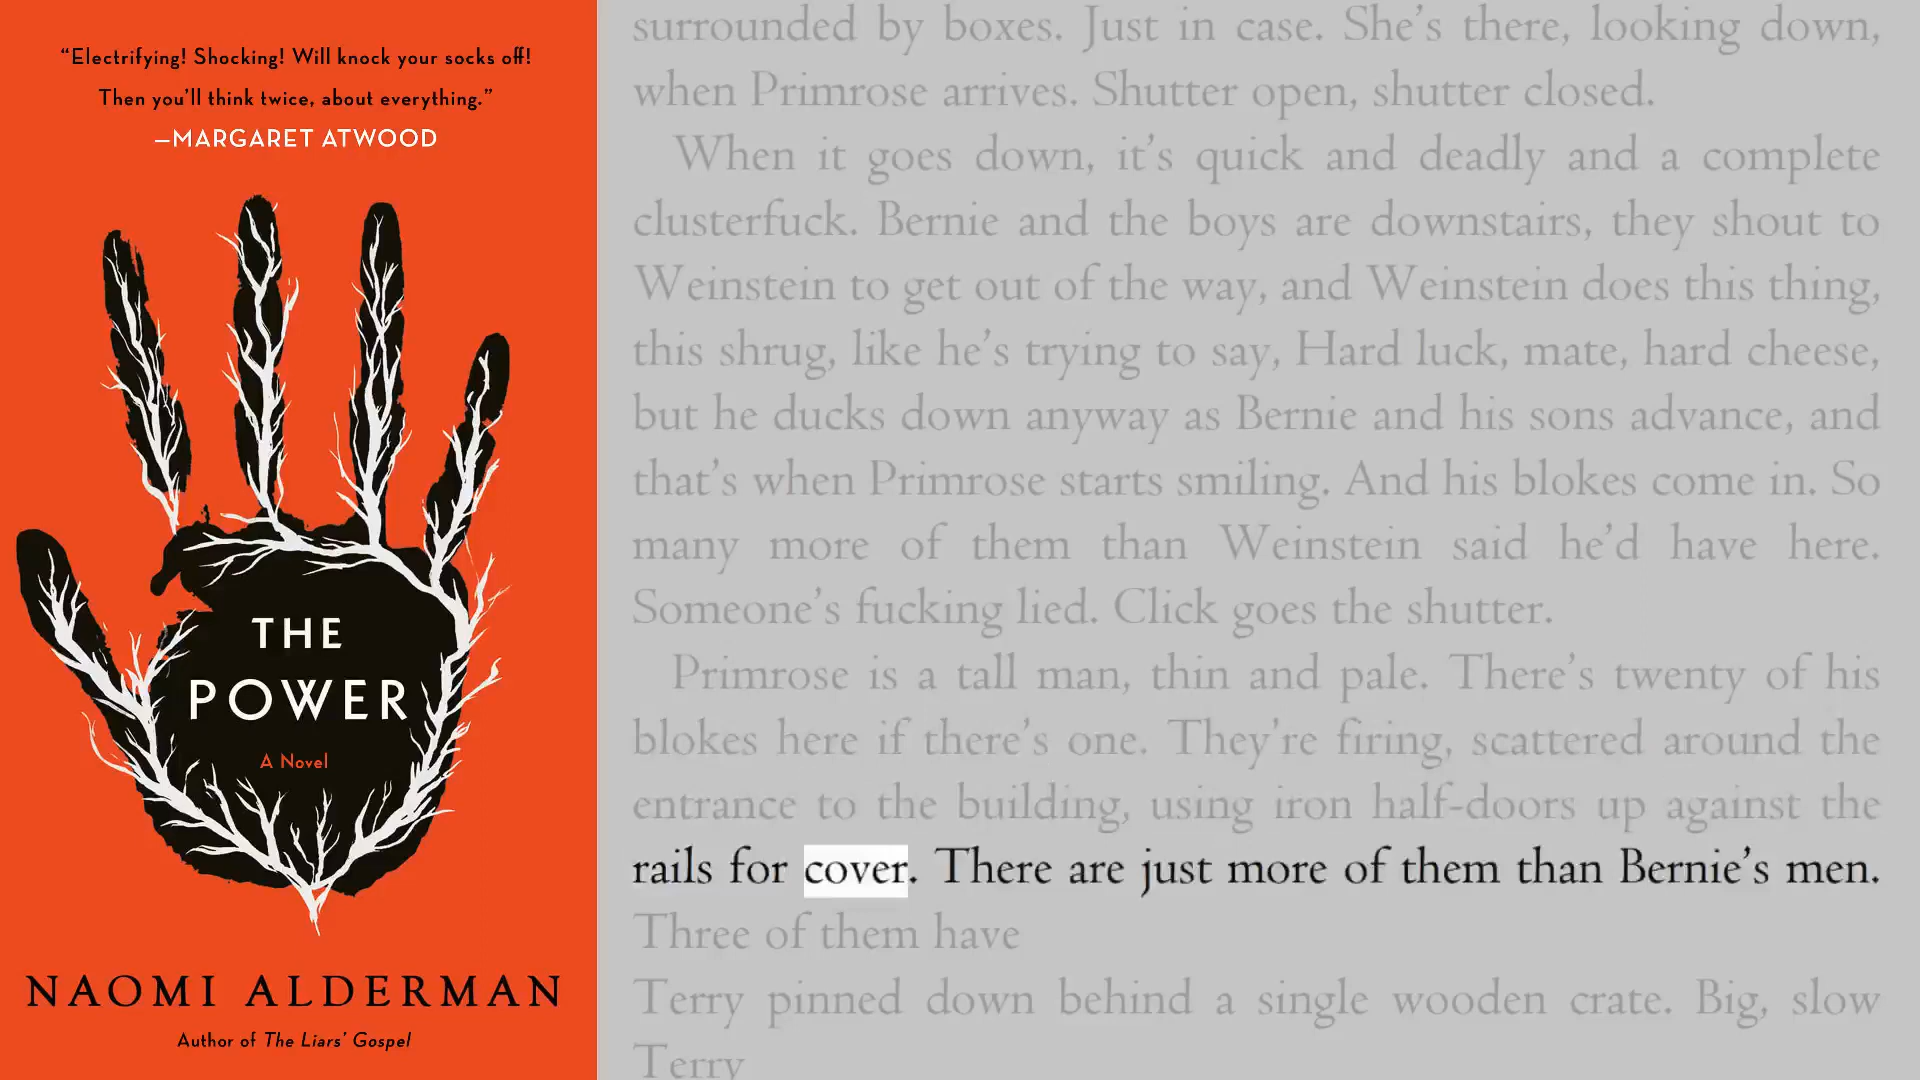 “Electrifying! Shocking! Will knock your socks off!
Then you’ll think twice, about everything.”
—MARGARET ATWOOD
THE
POWER
A Novel
NAOMI ALDERMAN
Author of The Liars’ Gospel
surrounded by boxes. Just in case. She’s there, looking down,
when Primrose arrives. Shutter open, shutter closed.
When it goes down, it’s quick and deadly and a complete
clusterfuck. Bernie and the boys are downstairs, they shout to
Weinstein to get out of the way, and Weinstein does this thing,
this shrug, like he’s trying to say, Hard luck, mate, hard cheese,
but he ducks down anyway as Bernie and his sons advance, and
that’s when Primrose starts smiling. And his blokes come in. So
many more of them than Weinstein said he’d have here.
Someone’s fucking lied. Click goes the shutter.
Primrose is a tall man, thin and pale. There’s twenty of his
blokes here if there’s one. They’re firing, scattered around the
entrance to the building, using iron half-doors up against the
rails for cover. There are just more of them than Bernie’s men.
Three of them have
Terry pinned down behind a single wooden crate. Big, slow
Terry